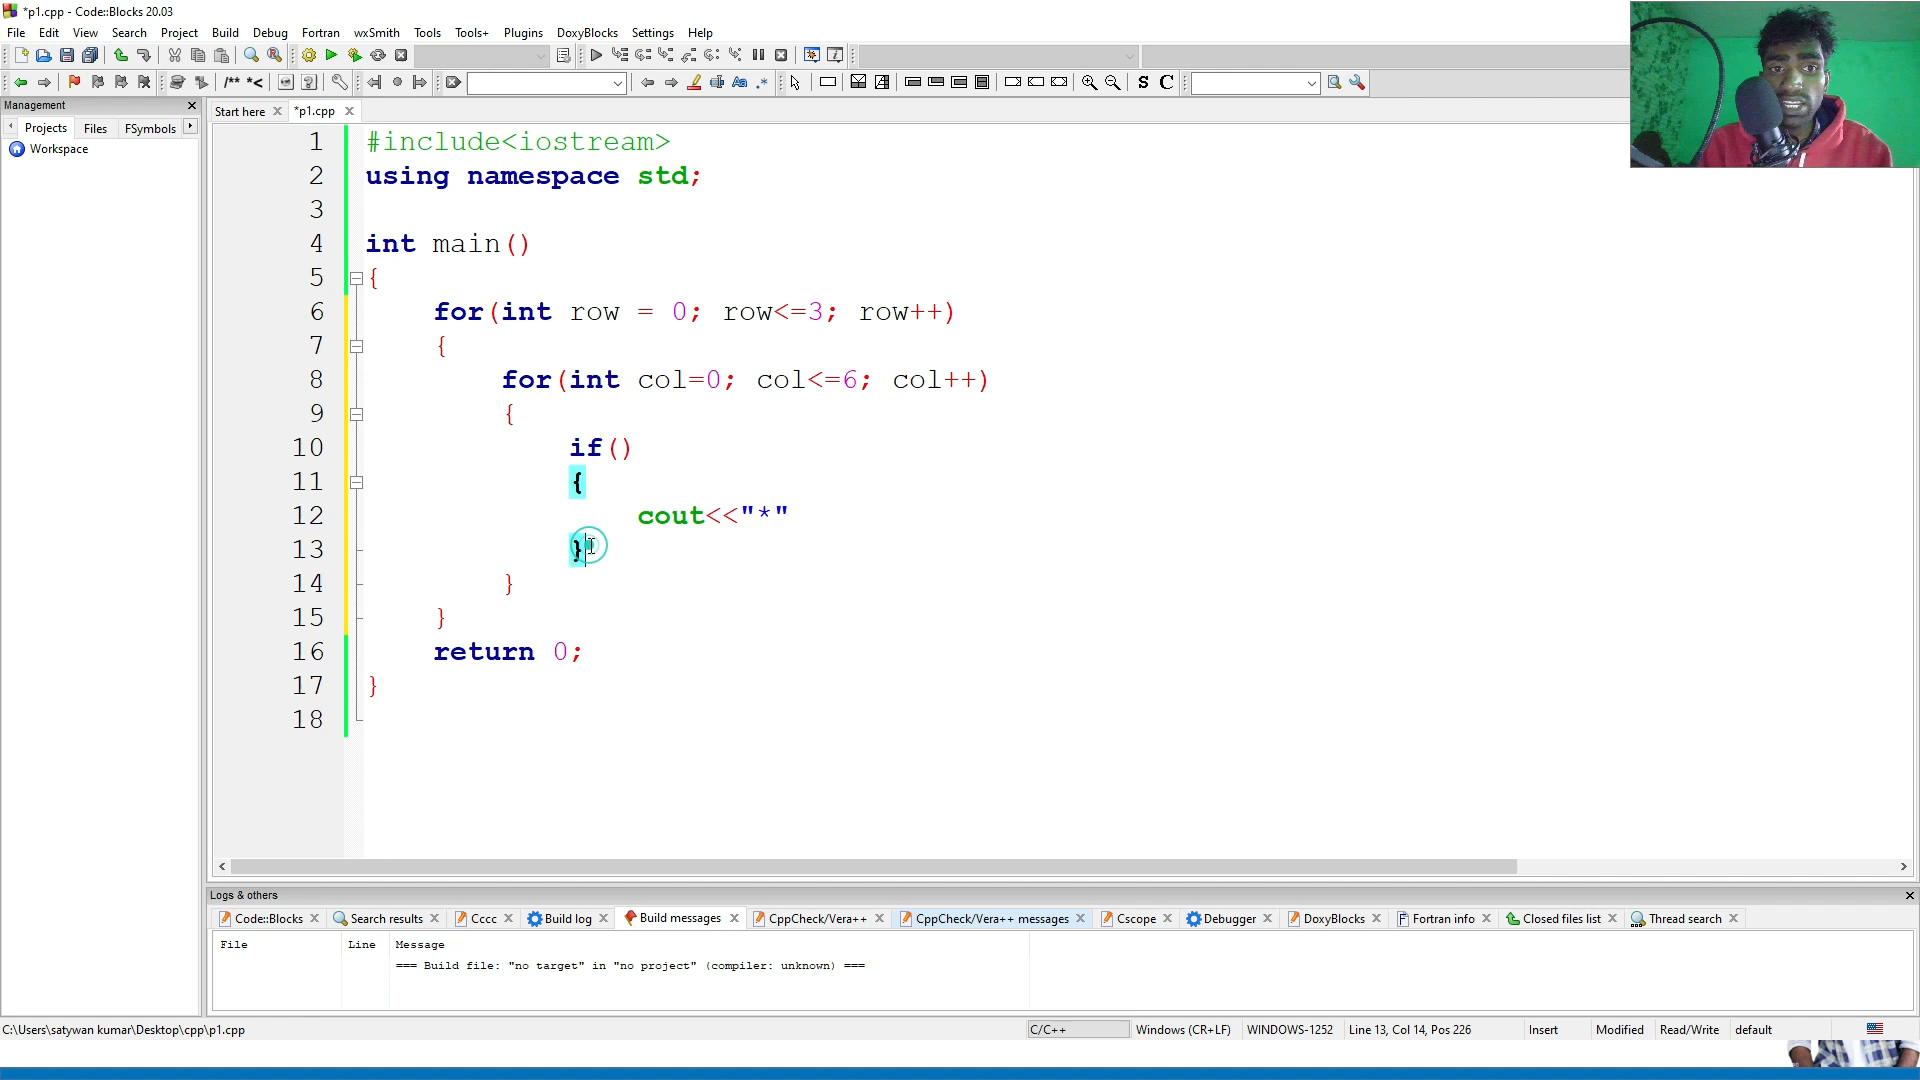 *p1.cpp - Code::Blocks 20.03
File Edit View Search Project Build Debug Fortran wxSmith Tools Tools+ Plugins DoxyBlocks Settings Help
/** *<
Aa .*
S C
Management
Projects Files FSymbols
Workspace
Start here *p1.cpp
1 #include<iostream>
2 using namespace std;
3
4 int main()
5 {
6 for(int row = 0; row<=3; row++)
7 {
8 for(int col=0; col<=6; col++)
9 {
10 if()
11 {
12 cout<<"*"
13 }
14 }
15 }
16 return 0;
17 }
18
Logs & others
Code::Blocks Search results Cccc Build log Build messages CppCheck/Vera++ CppCheck/Vera++ messages Cscope Debugger DoxyBlocks Fortran info Closed files list Thread search
File Line Message
=== Build file: "no target" in "no project" (compiler: unknown) ===
C:\Users\satywan kumar\Desktop\cpp\p1.cpp C/C++ Windows (CR+LF) WINDOWS-1252 Line 13, Col 14, Pos 226 Insert Modified Read/Write default